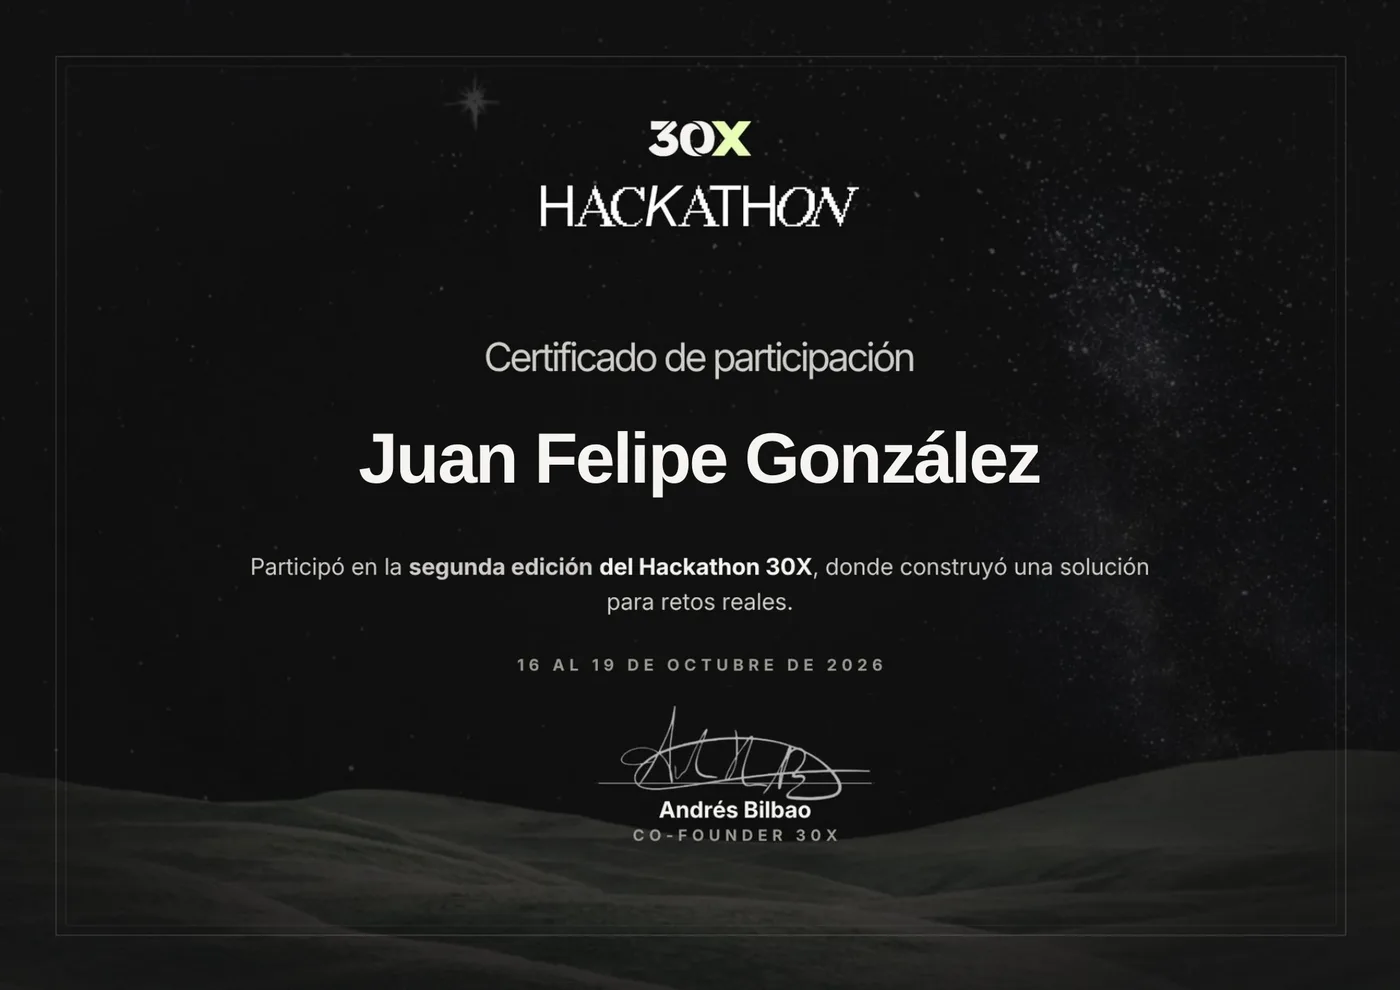 30X
HACKATHON
Certificado de participación
Juan Felipe González
Participó en la segunda edición del Hackathon 30X, donde construyó una solución
para retos reales.
16 AL 19 DE OCTUBRE DE 2026
Andrés Bilbao
CO-FOUNDER 30X